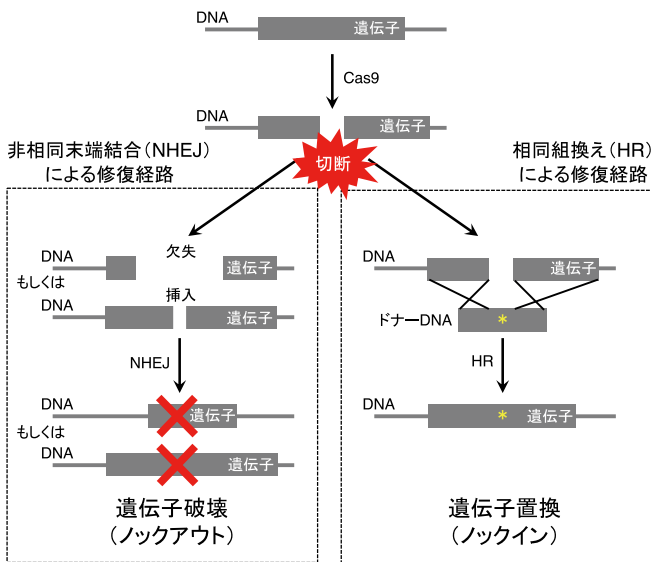 DNA
遺伝子
Cas9
DNA
遺伝子
切断
非相同末端結合(NHEJ)
による修復経路
相同組換え(HR)
による修復経路
DNA
欠失
遺伝子
もしくは
DNA
挿入
遺伝子
NHEJ
DNA
遺伝子
もしくは
DNA
遺伝子
遺伝子破壊
(ノックアウト)
DNA
遺伝子
ドナーDNA
*
HR
DNA
*
遺伝子
遺伝子置換
(ノックイン)